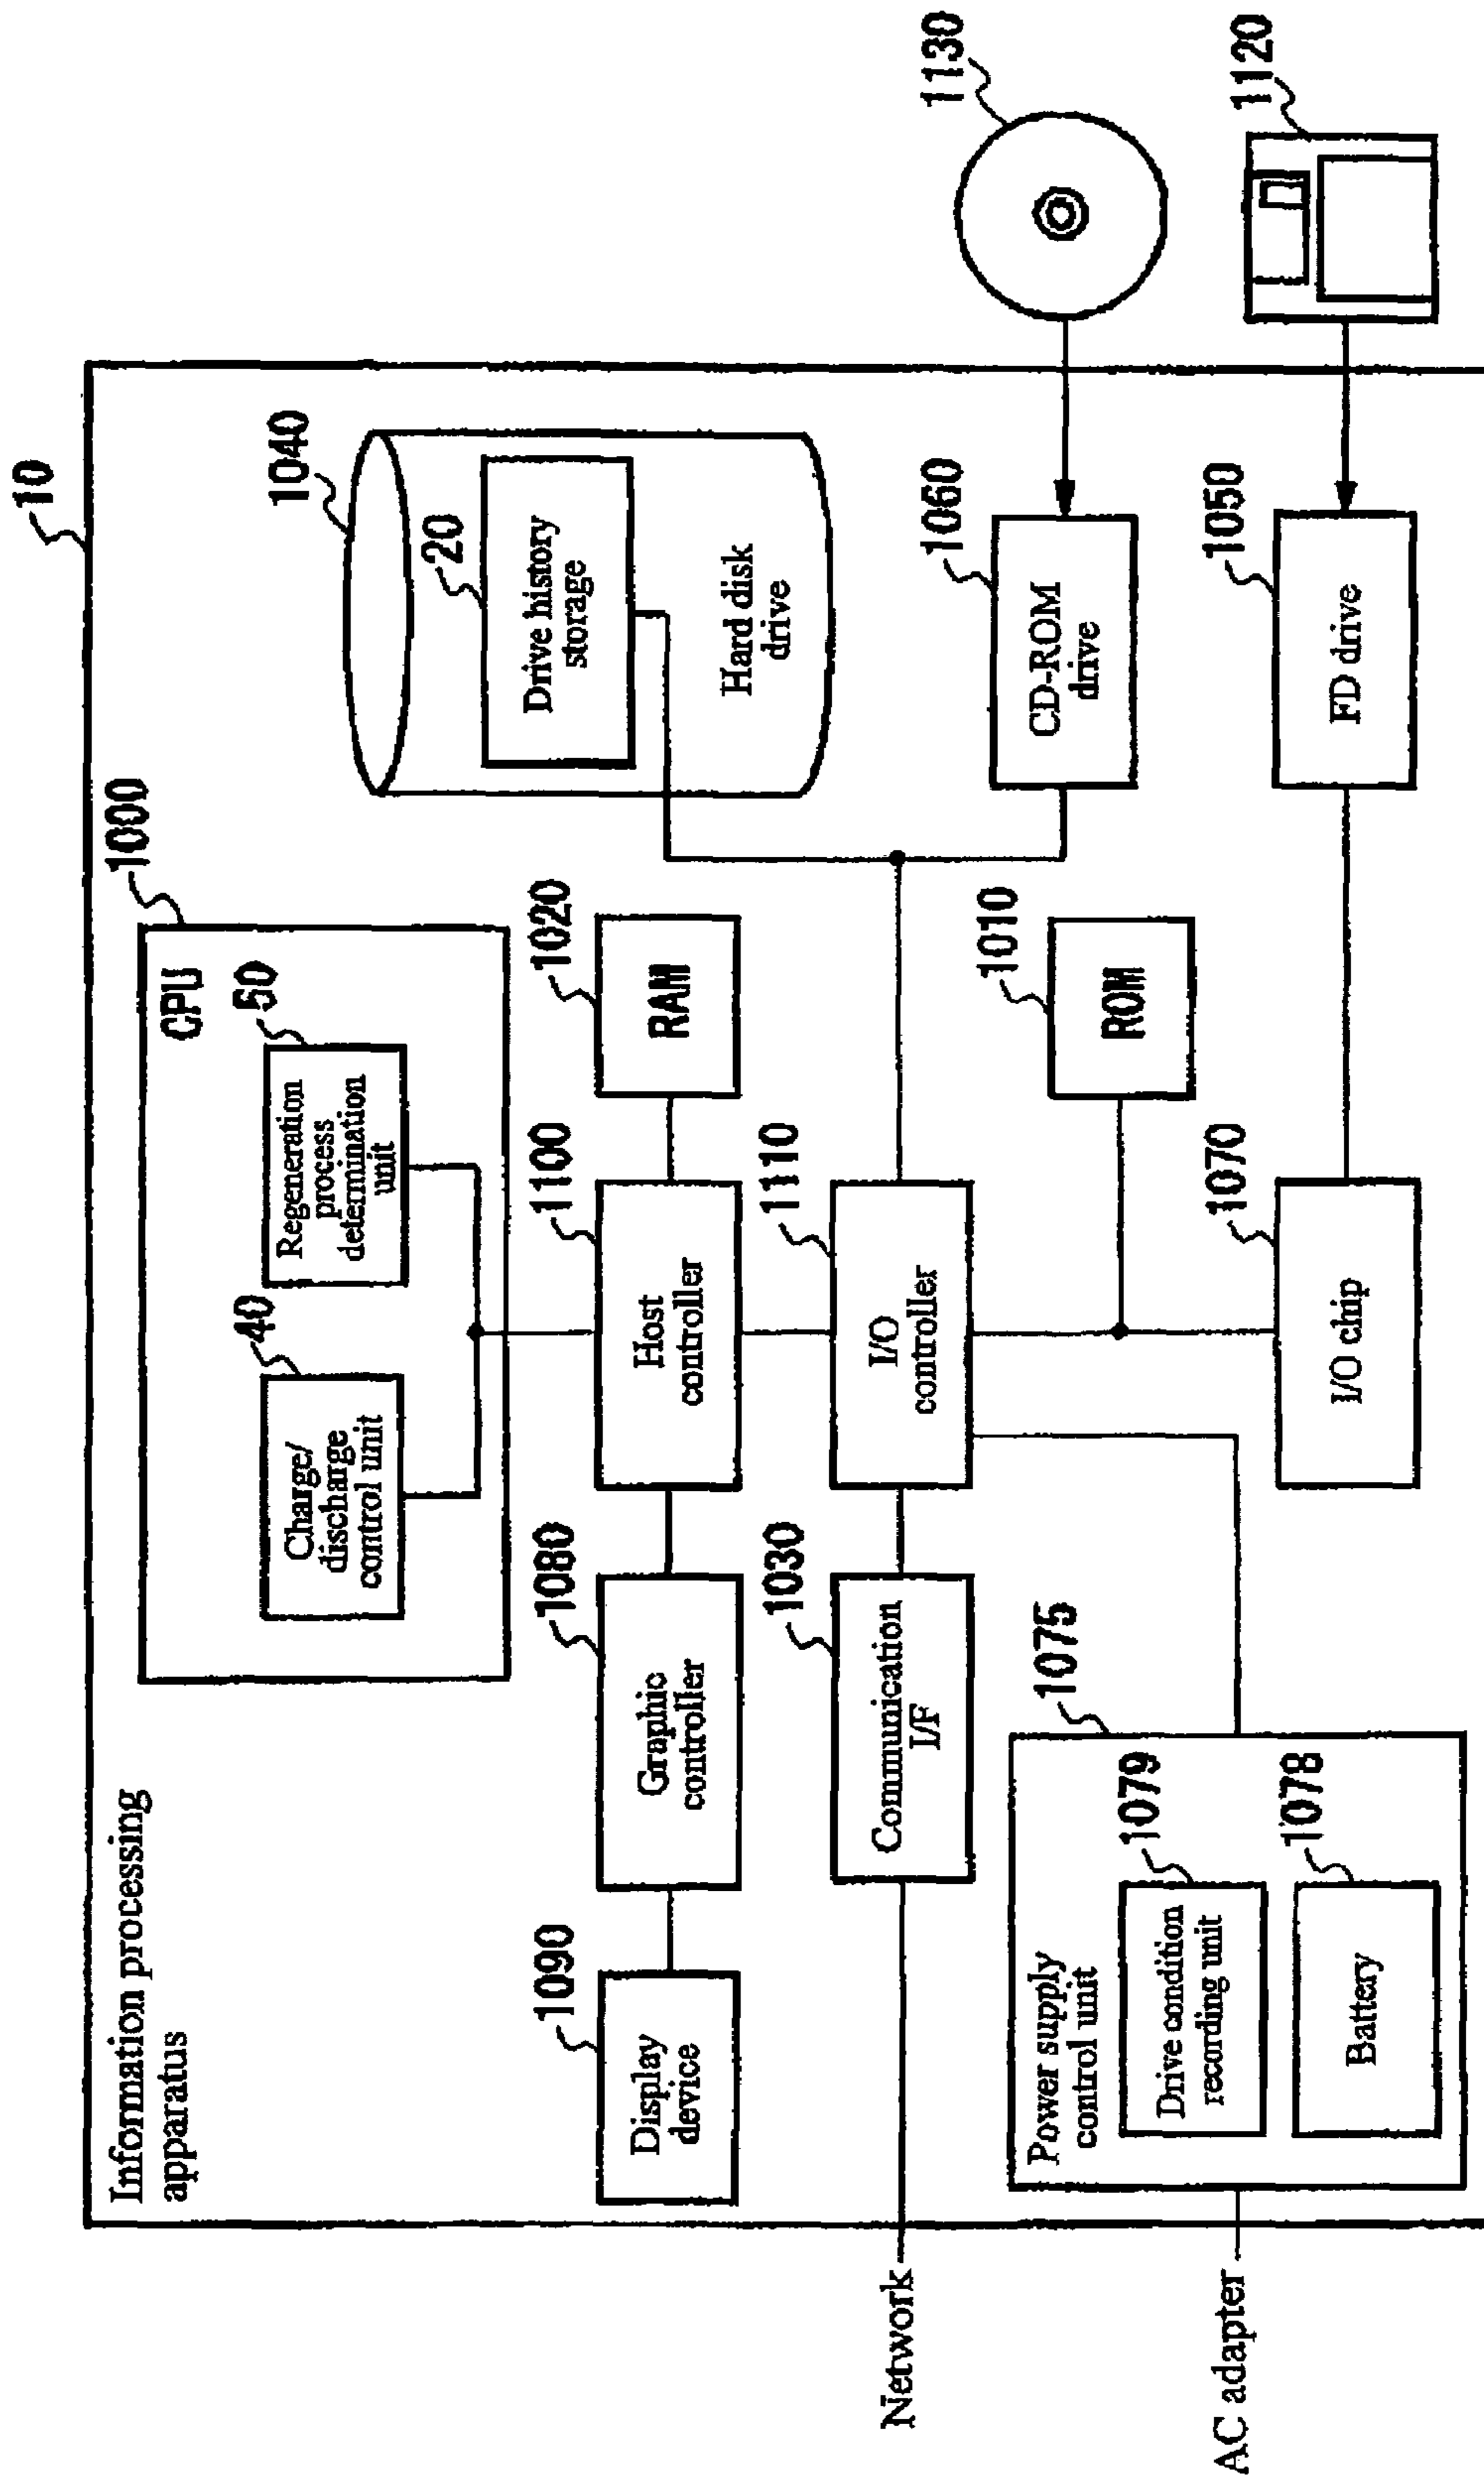 10
Information processing
apparatus
1000
CPU
40
Charge/
discharge
control unit
50
Regeneration
process
determination
unit
1040
20
Drive history
storage
Hard disk
drive
1090
Display
device
1080
Graphic
controller
1100
Host
controller
1020
RAM
1030
Communication
I/F
1110
I/O
controller
1010
ROM
1060
CD-ROM
drive
1130
Network
1075
Power supply
control unit
1079
Drive condition
recording unit
1078
Battery
AC adapter
1070
I/O chip
1050
FD drive
1120